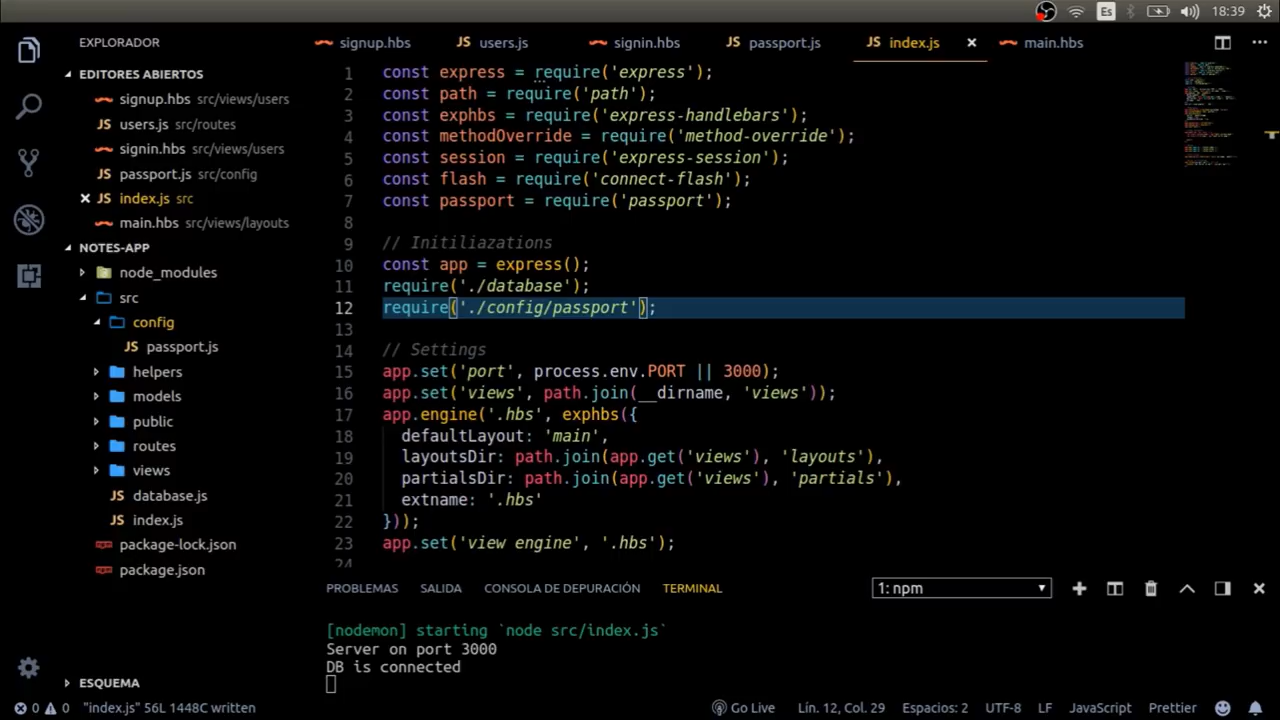 Es 18:39
EXPLORADOR
signup.hbs users.js signin.hbs passport.js index.js main.hbs
EDITORES ABIERTOS
signup.hbs src/views/users
users.js src/routes
signin.hbs src/views/users
passport.js src/config
index.js src
main.hbs src/views/layouts
NOTES-APP
node_modules
src
config
passport.js
helpers
models
public
routes
views
database.js
index.js
package-lock.json
package.json
ESQUEMA
1 const express = require('express');
2 const path = require('path');
3 const exphbs = require('express-handlebars');
4 const methodOverride = require('method-override');
5 const session = require('express-session');
6 const flash = require('connect-flash');
7 const passport = require('passport');
8
9 // Initiliazations
10 const app = express();
11 require('./database');
12 require('./config/passport');
13
14 // Settings
15 app.set('port', process.env.PORT || 3000);
16 app.set('views', path.join(__dirname, 'views'));
17 app.engine('.hbs', exphbs({
18 defaultLayout: 'main',
19 layoutsDir: path.join(app.get('views'), 'layouts'),
20 partialsDir: path.join(app.get('views'), 'partials'),
21 extname: '.hbs'
22 }));
23 app.set('view engine', '.hbs');
24
PROBLEMAS SALIDA CONSOLA DE DEPURACIÓN TERMINAL 1: npm
[nodemon] starting `node src/index.js`
Server on port 3000
DB is connected
0 0 "index.js" 56L 1448C written Go Live Lín. 12, Col. 29 Espacios: 2 UTF-8 LF JavaScript Prettier